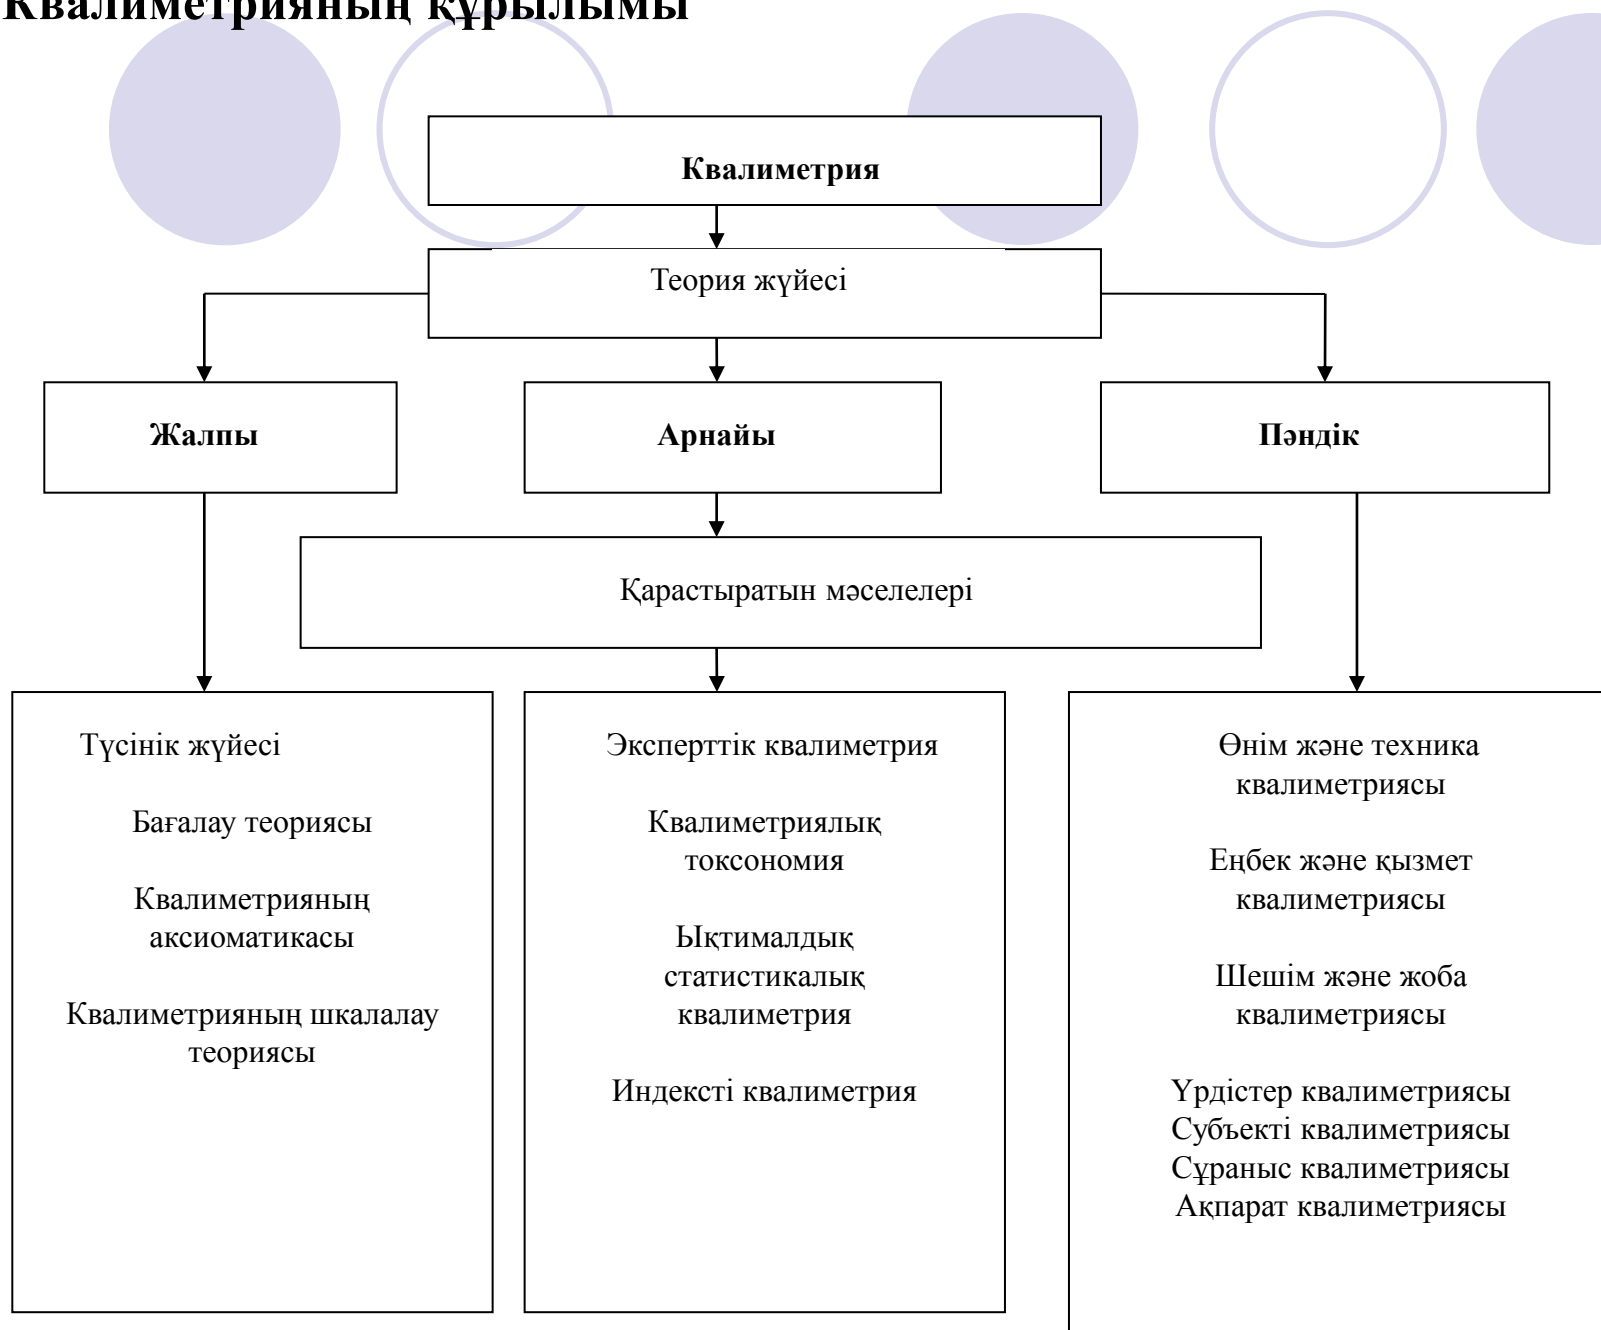 Квалиметрияның құрылымы
Квалиметрия
Теория жүйесі
Жалпы
Арнайы
Пәндік
Қарастыратын мәселелері
Түсінік жүйесі
Бағалау теориясы
Квалиметрияның
аксиоматикасы
Квалиметрияның шкалалау
теориясы
Эксперттік квалиметрия
Квалиметриялық
токсономия
Ықтималдық
статистикалық
квалиметрия
Индексті квалиметрия
Өнім және техника
квалиметриясы
Еңбек және қызмет
квалиметриясы
Шешім және жоба
квалиметриясы
Үрдістер квалиметриясы
Субъекті квалиметриясы
Сұраныс квалиметриясы
Ақпарат квалиметриясы